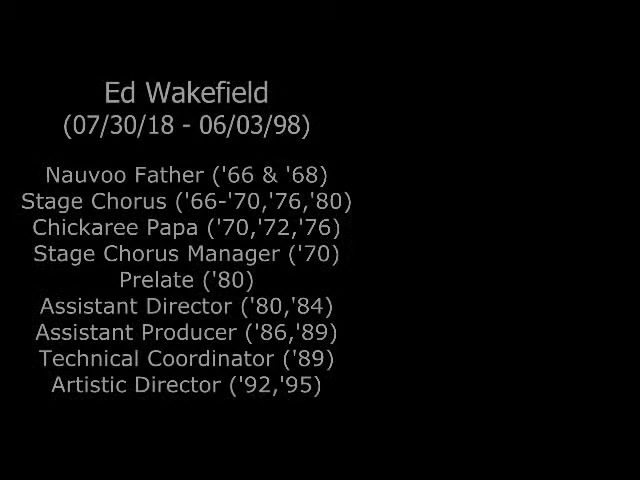 Ed Wakefield
(07/30/18 - 06/03/98)
Nauvoo Father ('66 & '68)
Stage Chorus ('66-'70,'76,'80)
Chickaree Papa ('70,'72,'76)
Stage Chorus Manager ('70)
Prelate ('80)
Assistant Director ('80,'84)
Assistant Producer ('86,'89)
Technical Coordinator ('89)
Artistic Director ('92,'95)